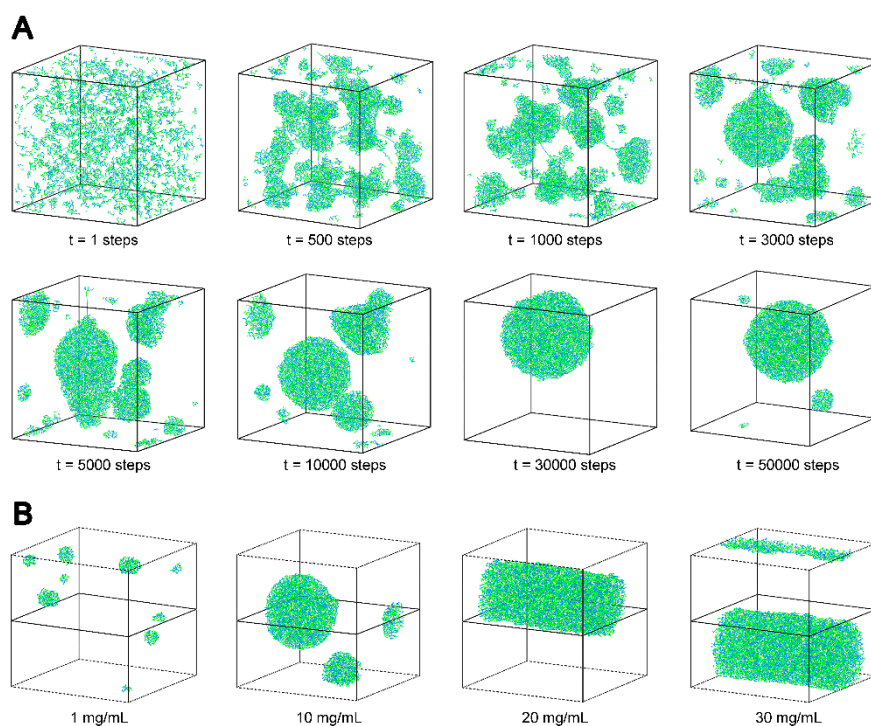 A
t = 1 steps
t = 500 steps
t = 1000 steps
t = 3000 steps
t = 5000 steps
t = 10000 steps
t = 30000 steps
t = 50000 steps
B
1 mg/mL
10 mg/mL
20 mg/mL
30 mg/mL